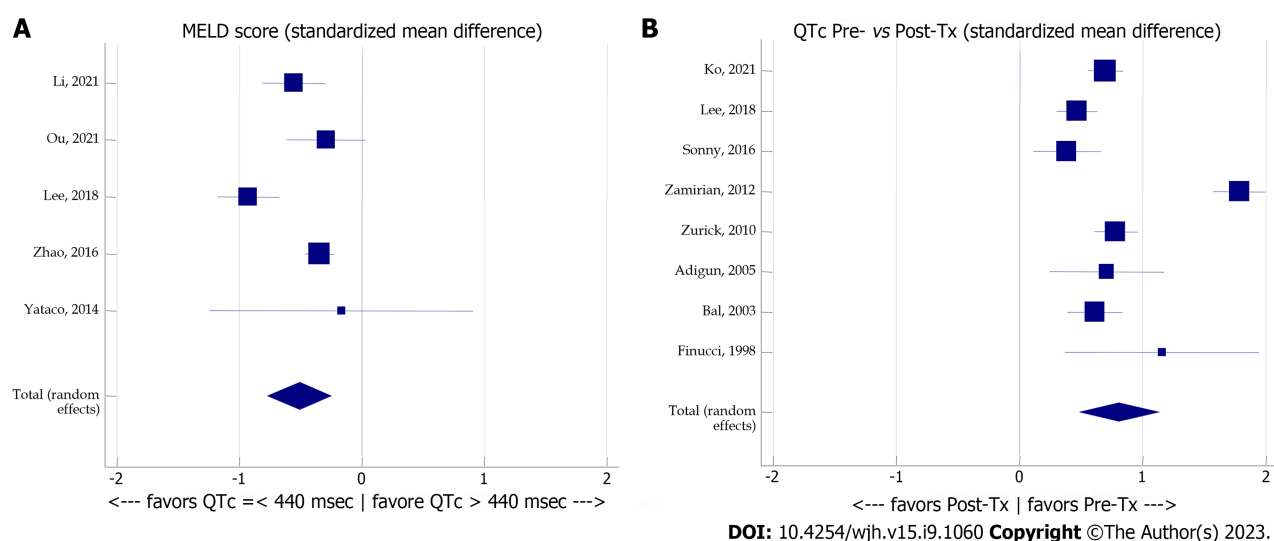 A
MELD score (standardized mean difference)
Li, 2021
Ou, 2021
Lee, 2018
Zhao, 2016
Yataco, 2014
Total (random
effects)
-2 -1 0 1 2
<--- favors QTc =< 440 msec | favore QTc > 440 msec --->
B
QTc Pre- vs Post-Tx (standardized mean difference)
Ko, 2021
Lee, 2018
Sonny, 2016
Zamirian, 2012
Zurick, 2010
Adigun, 2005
Bal, 2003
Finucci, 1998
Total (random
effects)
-2 -1 0 1 2
<--- favors Post-Tx | favors Pre-Tx --->
DOI: 10.4254/wjh.v15.i9.1060 Copyright ©The Author(s) 2023.